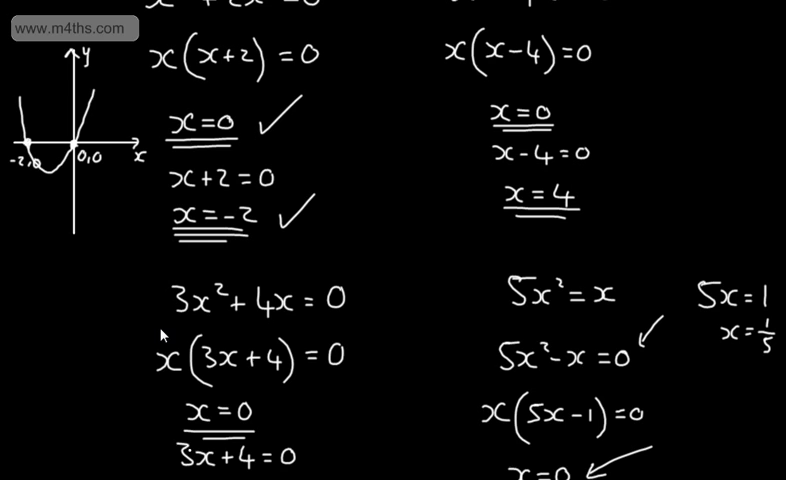 www.m4ths.com
x(x+2)=0
x=0
x+2=0
x=-2
y
x
-2,0
0,0
x(x-4)=0
x=0
x-4=0
x=4
3x²+4x=0
x(3x+4)=0
x=0
3x+4=0
5x²=x
5x²-x=0
x(5x-1)=0
x=0
5x=1
x=1/5